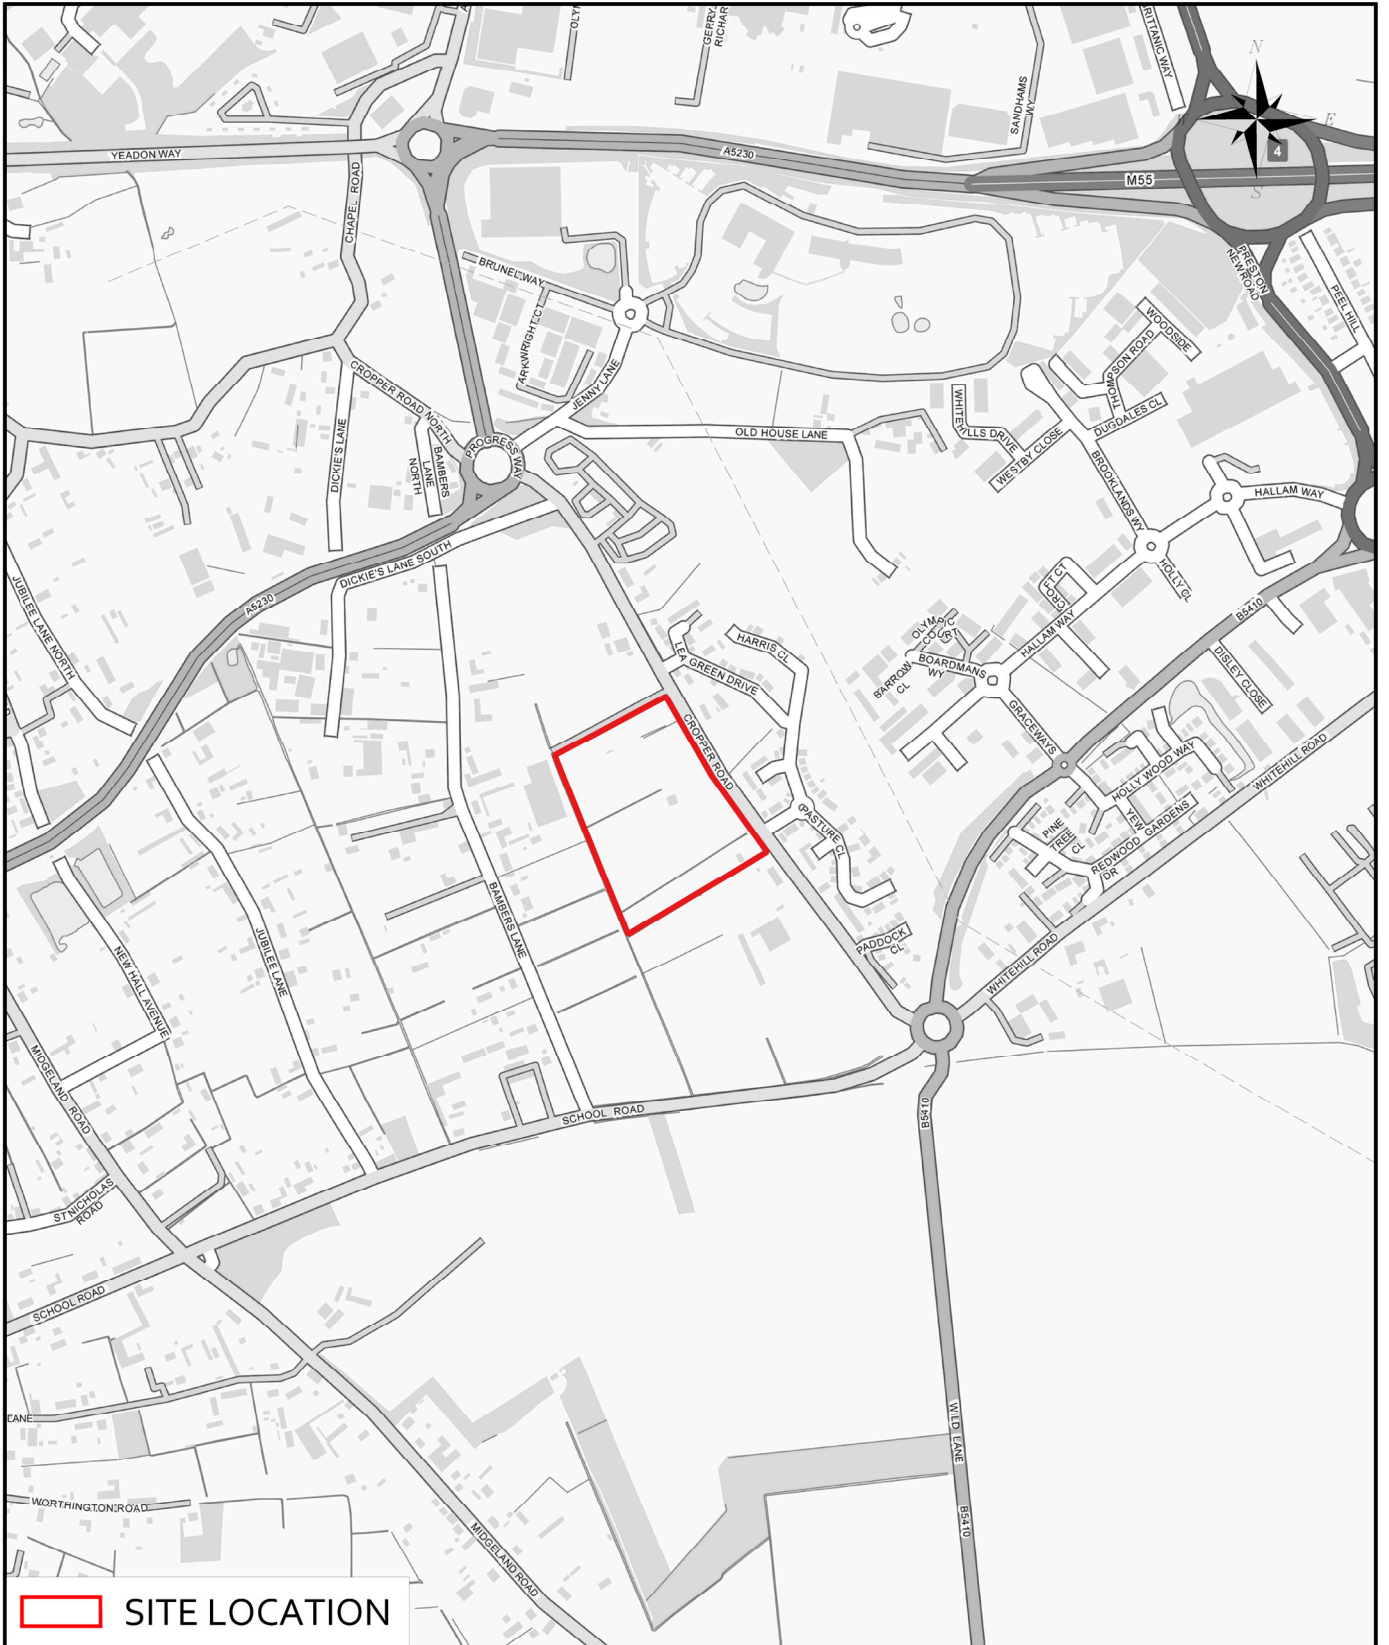 GERRY
RICHAR
RITTANIC WAY
SANDHAMS
WY
N
E
S
YEADON WAY
A5230
4
M55
CHAPEL ROAD
PRESTON
NEW ROAD
PEEL HILL
BRUNEL WAY
ARKWRIGHT CT
JENNY LANE
WOODSIDE
THOMPSON ROAD
DUGDALES CL
CROPPER ROAD NORTH
DICKIE'S LANE
BAMBERS
LANE
NORTH
PROGRESS WAY
OLD HOUSE LANE
WHITEHILLS DRIVE
WESTBY CLOSE
BROOKLANDS WY
HALLAM WAY
HOLLY CL
DICKIE'S LANE SOUTH
A5230
JUBILEE LANE NORTH
CROFT CT
HALLAM WAY
B5410
OLYMPIC
COURT
BOARDMANS
WY
BARROW
CL
DISLEY CLOSE
HARRIS CL
LEA GREEN DRIVE
GRACEWAYS
CROPPER ROAD
HOLLY WOOD WAY
WHITEHILL ROAD
YEW
PINE
TREE
CL
REDWOOD GARDENS
DR
PASTURE CL
BAMBERS LANE
JUBILEE LANE
NEW HALL AVENUE
PADDOCK
CL
WHITEHILL ROAD
MIDGELAND ROAD
SCHOOL ROAD
B5410
ST NICHOLAS
ROAD
SCHOOL ROAD
LANE
WILD LANE
WORTHINGTON ROAD
B5410
MIDGELAND ROAD
SITE LOCATION